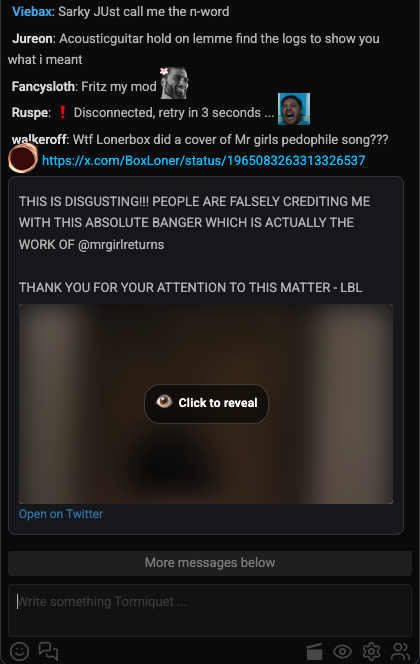 Viebax: Sarky JUst call me the n-word
Jureon: Acousticguitar hold on lemme find the logs to show you
what i meant
Fancysloth: Fritz my mod
Ruspe: ❗ Disconnected, retry in 3 seconds ...
walkeroff: Wtf Lonerbox did a cover of Mr girls pedophile song???
https://x.com/BoxLoner/status/1965083263313326537
THIS IS DISGUSTING!!! PEOPLE ARE FALSELY CREDITING ME
WITH THIS ABSOLUTE BANGER WHICH IS ACTUALLY THE
WORK OF @mrgirlreturns
THANK YOU FOR YOUR ATTENTION TO THIS MATTER - LBL
Click to reveal
Open on Twitter
More messages below
Write something Torrniquet ...